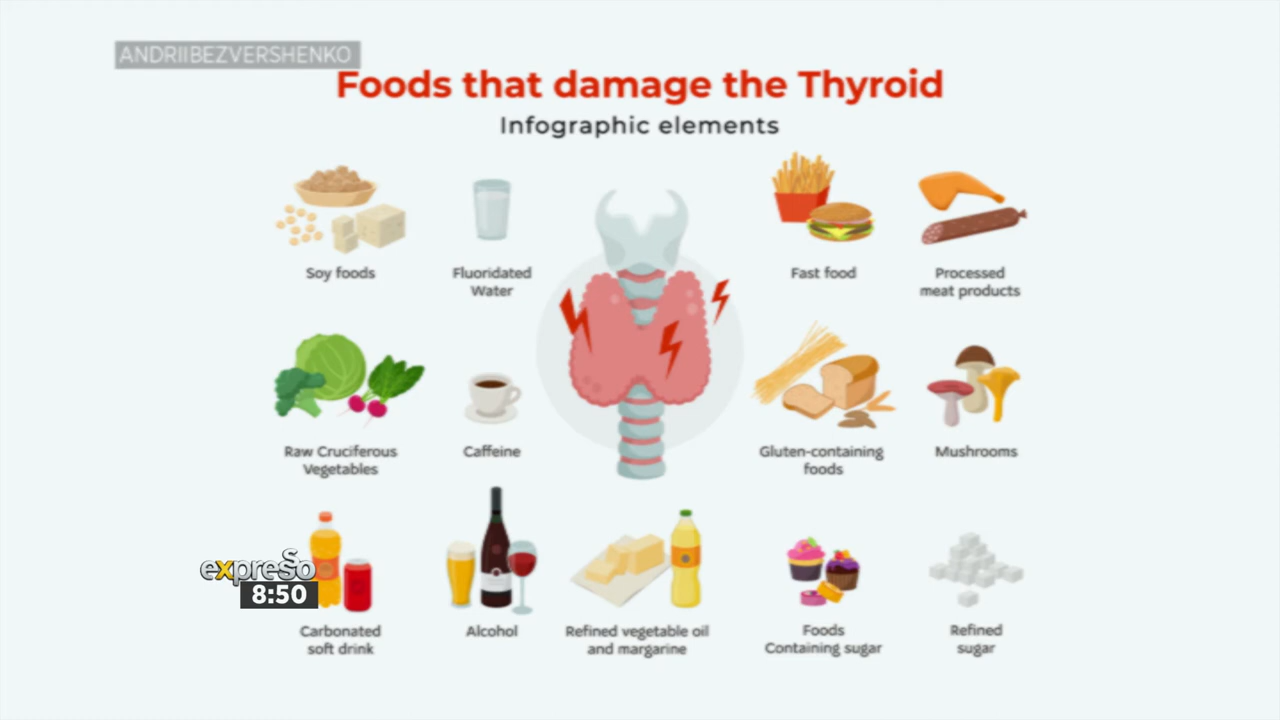 ANDRIIBEZVERSHENKO
Foods that damage the Thyroid
Infographic elements
Soy foods
Fluoridated
Water
Fast food
Processed
meat products
Raw Cruciferous
Vegetables
Caffeine
Gluten-containing
foods
Mushrooms
expresso
8:50
Carbonated
soft drink
Alcohol
Refined vegetable oil
and margarine
Foods
Containing sugar
Refined
sugar